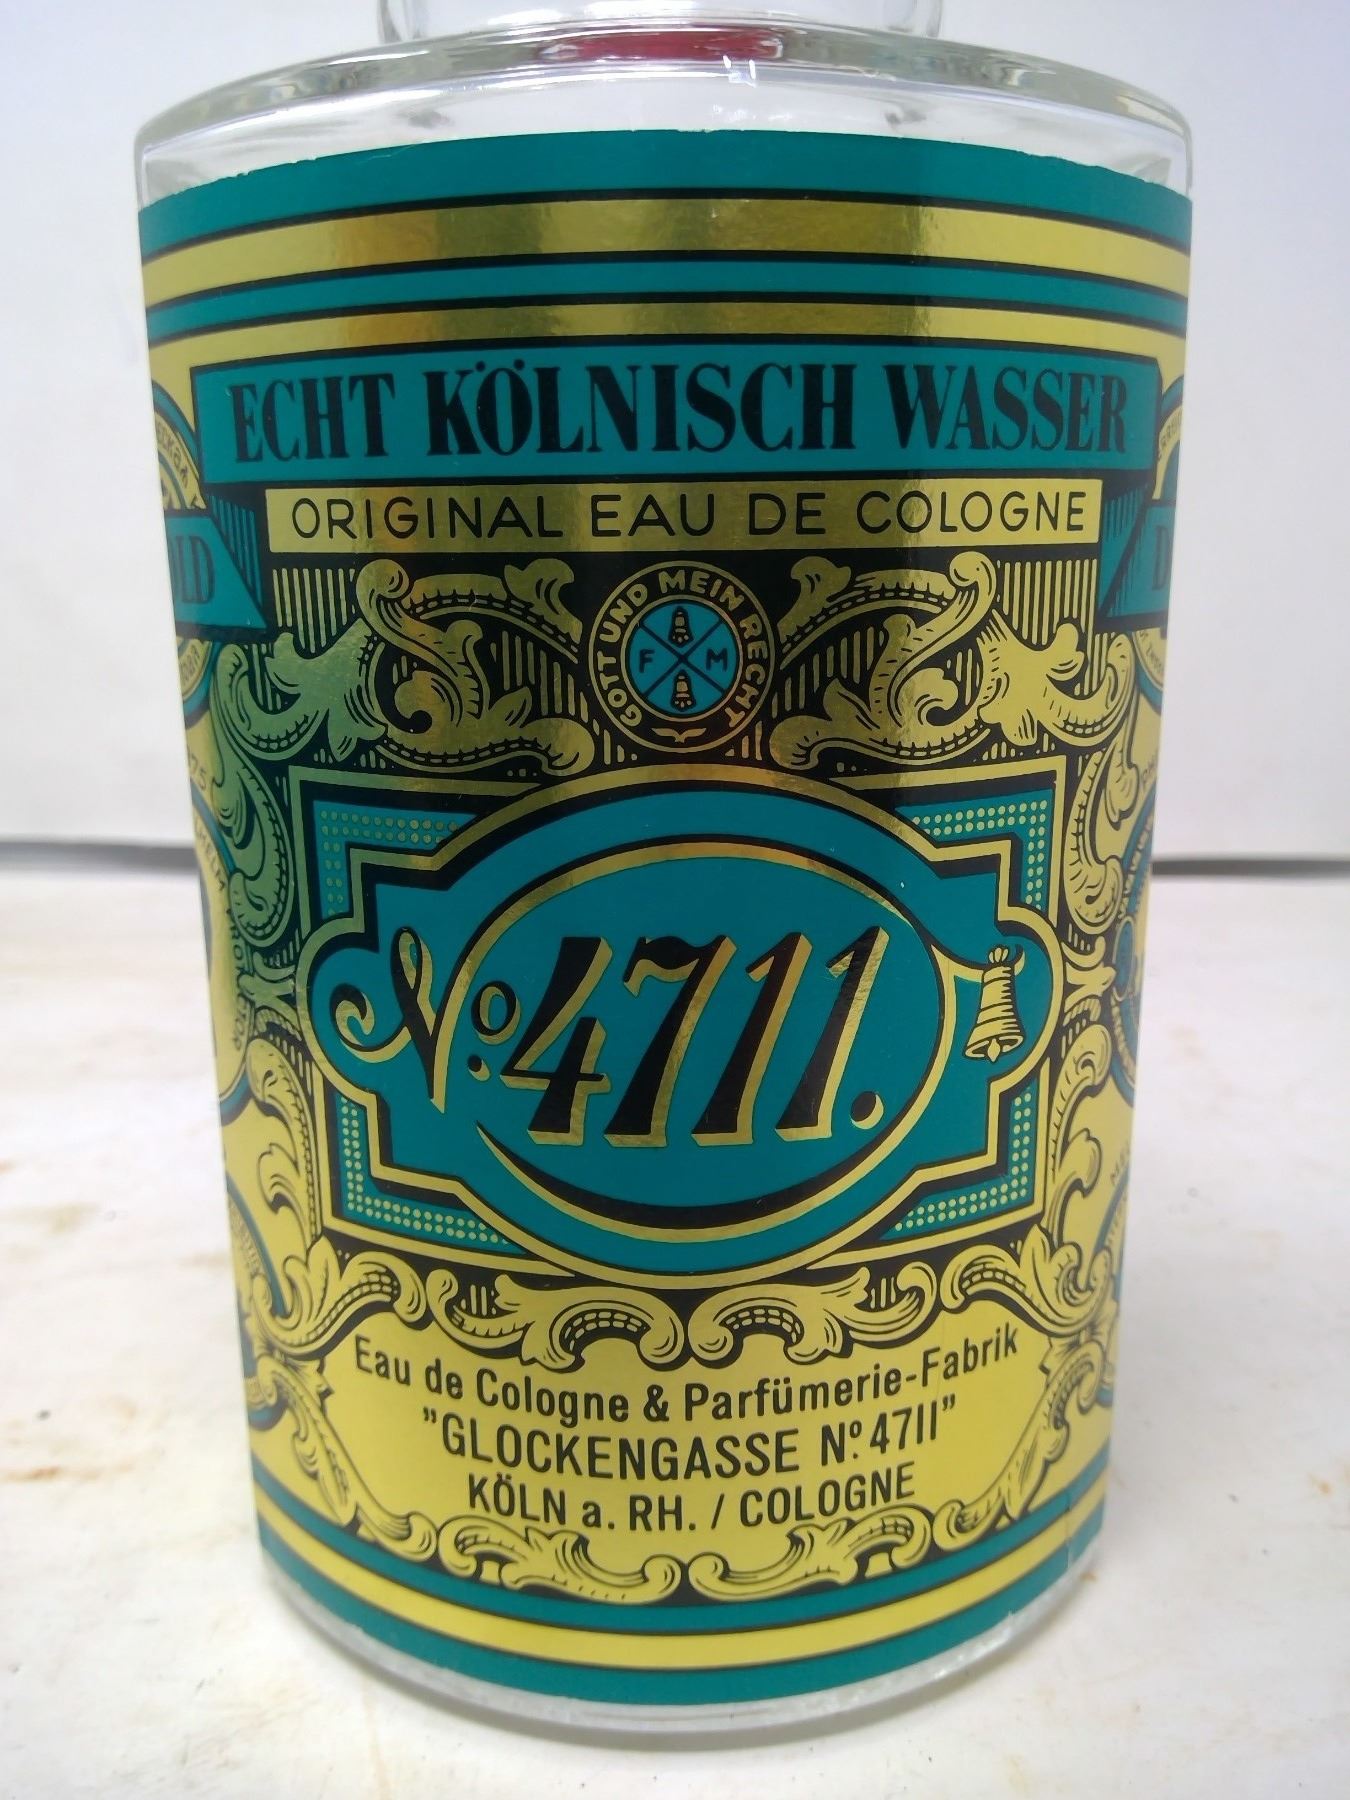 ECHT KÖLNISCH WASSER
ORIGINAL EAU DE COLOGNE
GOTT UND MEIN RECHT
F M
No. 4711.
Eau de Cologne & Parfümerie-Fabrik
"GLOCKENGASSE No. 4711"
KÖLN a. RH. / COLOGNE